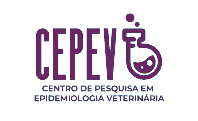 CEPEV
CENTRO DE PESQUISA EM
EPIDEMIOLOGIA VETERINÁRIA